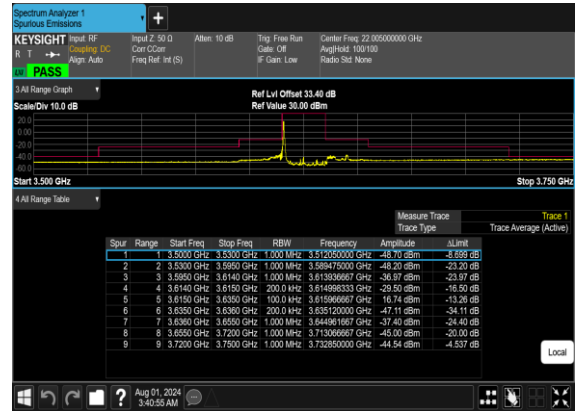 Spectrum Analyzer 1
Spurious Emissions
KEYSIGHT Input: RF Input Z: 50 Ω Atten: 10 dB Trig: Free Run Center Freq: 22.005000000 GHz
R T Coupling: DC Corr CCorr Gate: Off Avg|Hold: 100/100
Align: Auto Freq Ref: Int (S) IF Gain: Low Radio Std: None
PASS
3 All Range Graph
Ref Lvl Offset 33.40 dB
Scale/Div 10.0 dB Ref Value 30.00 dBm
20.0
0.00
-20.0
-40.0
-60.0
Start 3.500 GHz Stop 3.750 GHz
4 All Range Table
Measure Trace Trace 1
Trace Type Trace Average (Active)
Spur Range Start Freq Stop Freq RBW Frequency Amplitude ΔLimit
1 1 3.5000 GHz 3.5300 GHz 1.000 MHz 3.512050000 GHz -48.70 dBm -8.699 dB
2 2 3.5300 GHz 3.5950 GHz 1.000 MHz 3.589475000 GHz -48.20 dBm -23.20 dB
3 3 3.5950 GHz 3.6140 GHz 1.000 MHz 3.613936667 GHz -36.97 dBm -23.97 dB
4 4 3.6140 GHz 3.6150 GHz 200.0 kHz 3.614998333 GHz -29.50 dBm -16.50 dB
5 5 3.6150 GHz 3.6350 GHz 100.0 kHz 3.615966667 GHz 16.74 dBm -13.26 dB
6 6 3.6350 GHz 3.6360 GHz 200.0 kHz 3.635120000 GHz -47.11 dBm -34.11 dB
7 7 3.6360 GHz 3.6550 GHz 1.000 MHz 3.644961667 GHz -37.40 dBm -24.40 dB
8 8 3.6550 GHz 3.7200 GHz 1.000 MHz 3.713066667 GHz -45.00 dBm -20.00 dB
9 9 3.7200 GHz 3.7500 GHz 1.000 MHz 3.732850000 GHz -44.54 dBm -4.537 dB
Local
Aug 01, 2024
3:40:55 AM